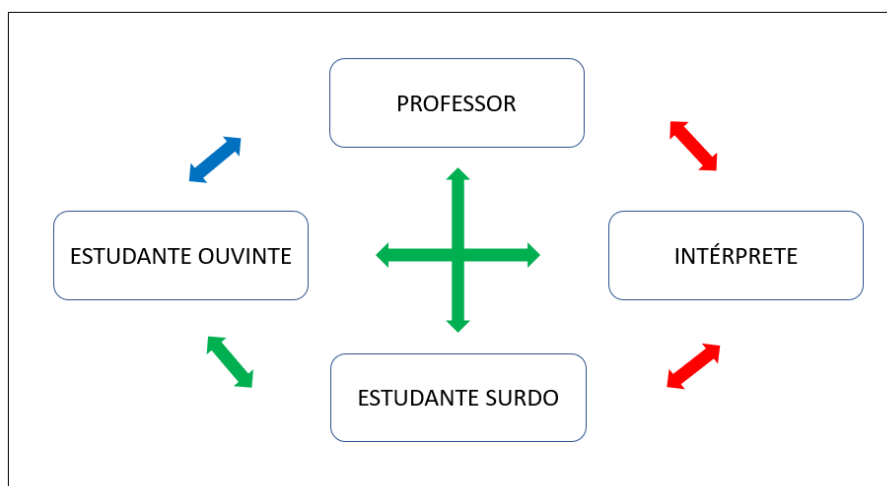 PROFESSOR
ESTUDANTE OUVINTE
INTÉRPRETE
ESTUDANTE SURDO